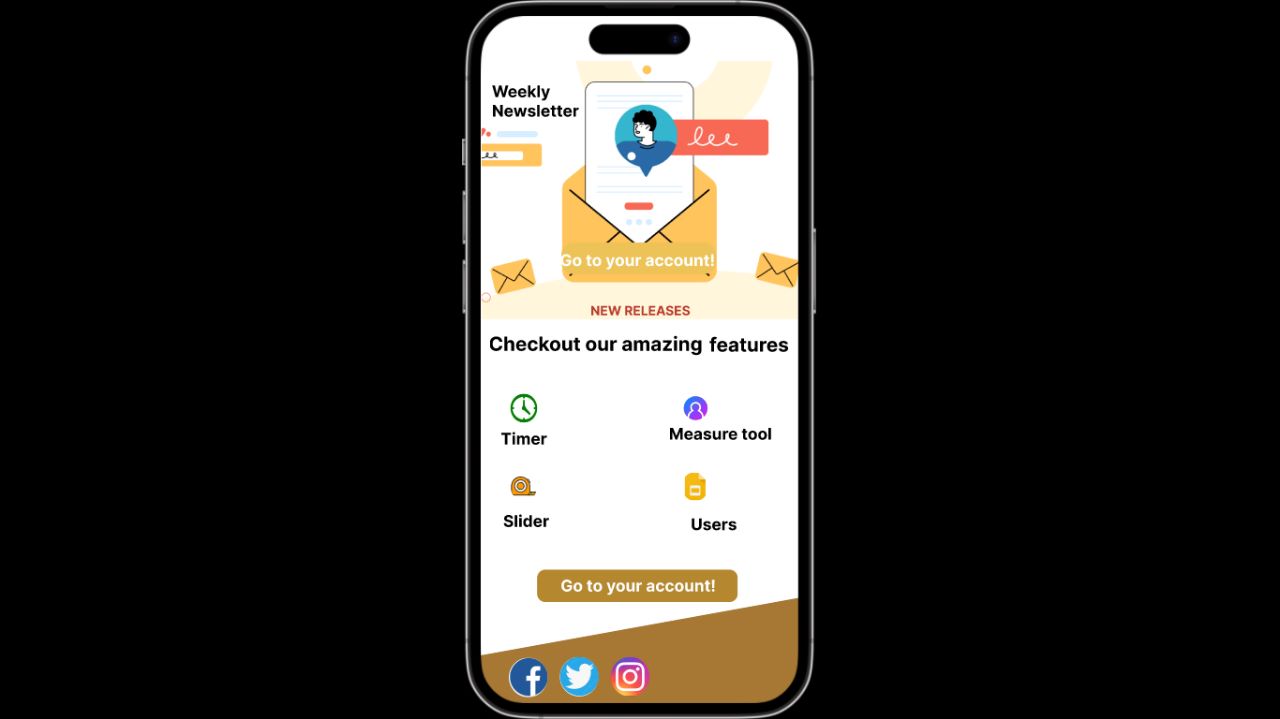 Weekly
Newsletter
lee
Go to your account!
NEW RELEASES
Checkout our amazing features
Timer
Measure tool
Slider
Users
Go to your account!